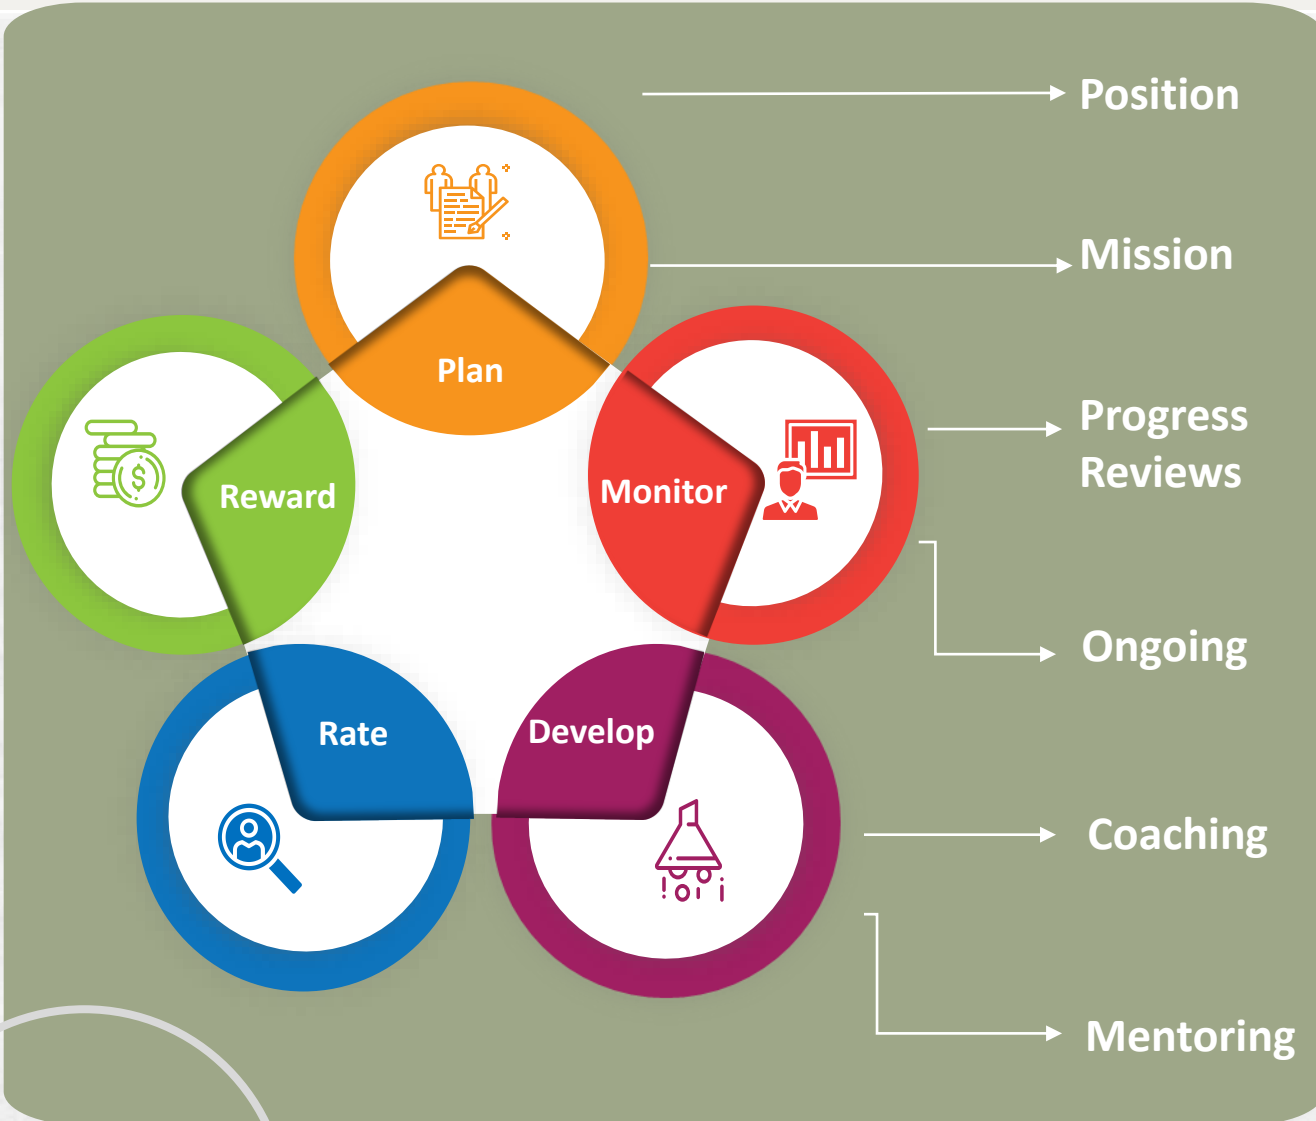 Position
Mission
Plan
Progress
Reviews
Reward
Monitor
Ongoing
Rate
Develop
Coaching
Mentoring